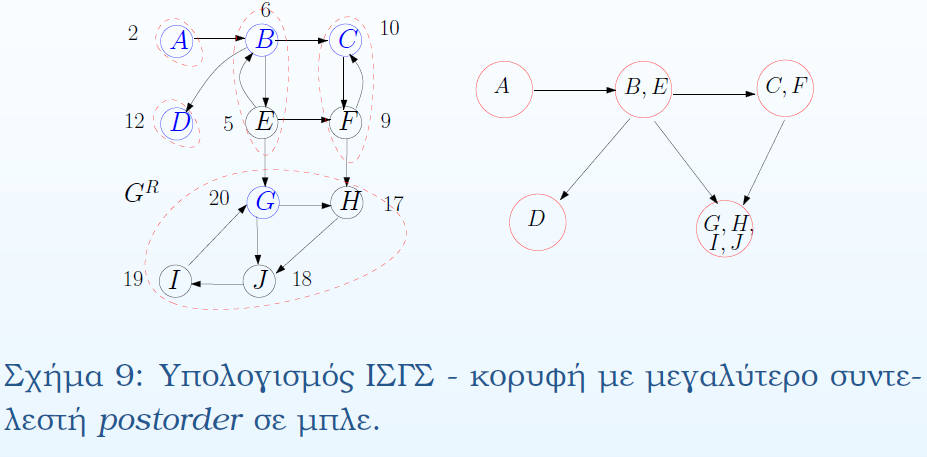 6
2 A B C 10
A B, E C, F
12 D 5 E F 9
G^R
20 G H 17
D G, H,
I, J
19 I J 18
Σχήμα 9: Υπολογισμός ΙΣΓΣ - κορυφή με μεγαλύτερο συντε-
λεστή postorder σε μπλε.